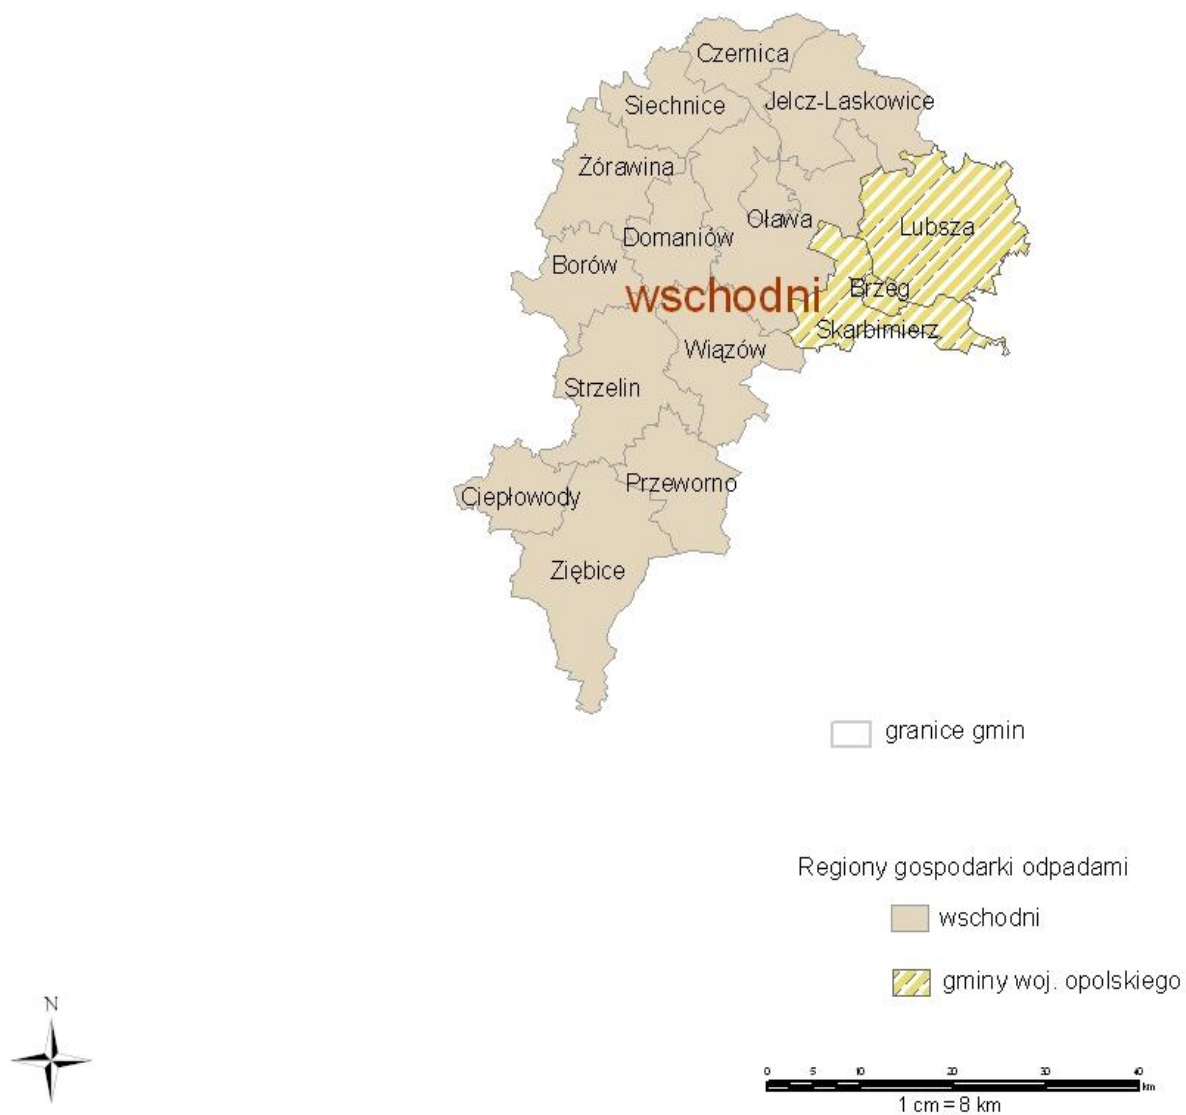 Czernica
Siechnice
Jelcz-Laskowice
Żórawina
Oława
Lubsza
Domaniów
Borów
wschodni
Brzeg
Skarbimierz
Wiązów
Strzelin
Przeworno
Ciepłowody
Ziębice
granice gmin
Regiony gospodarki odpadami
wschodni
gminy woj. opolskiego
N
0 5 10 20 30 40
km
1 cm = 8 km